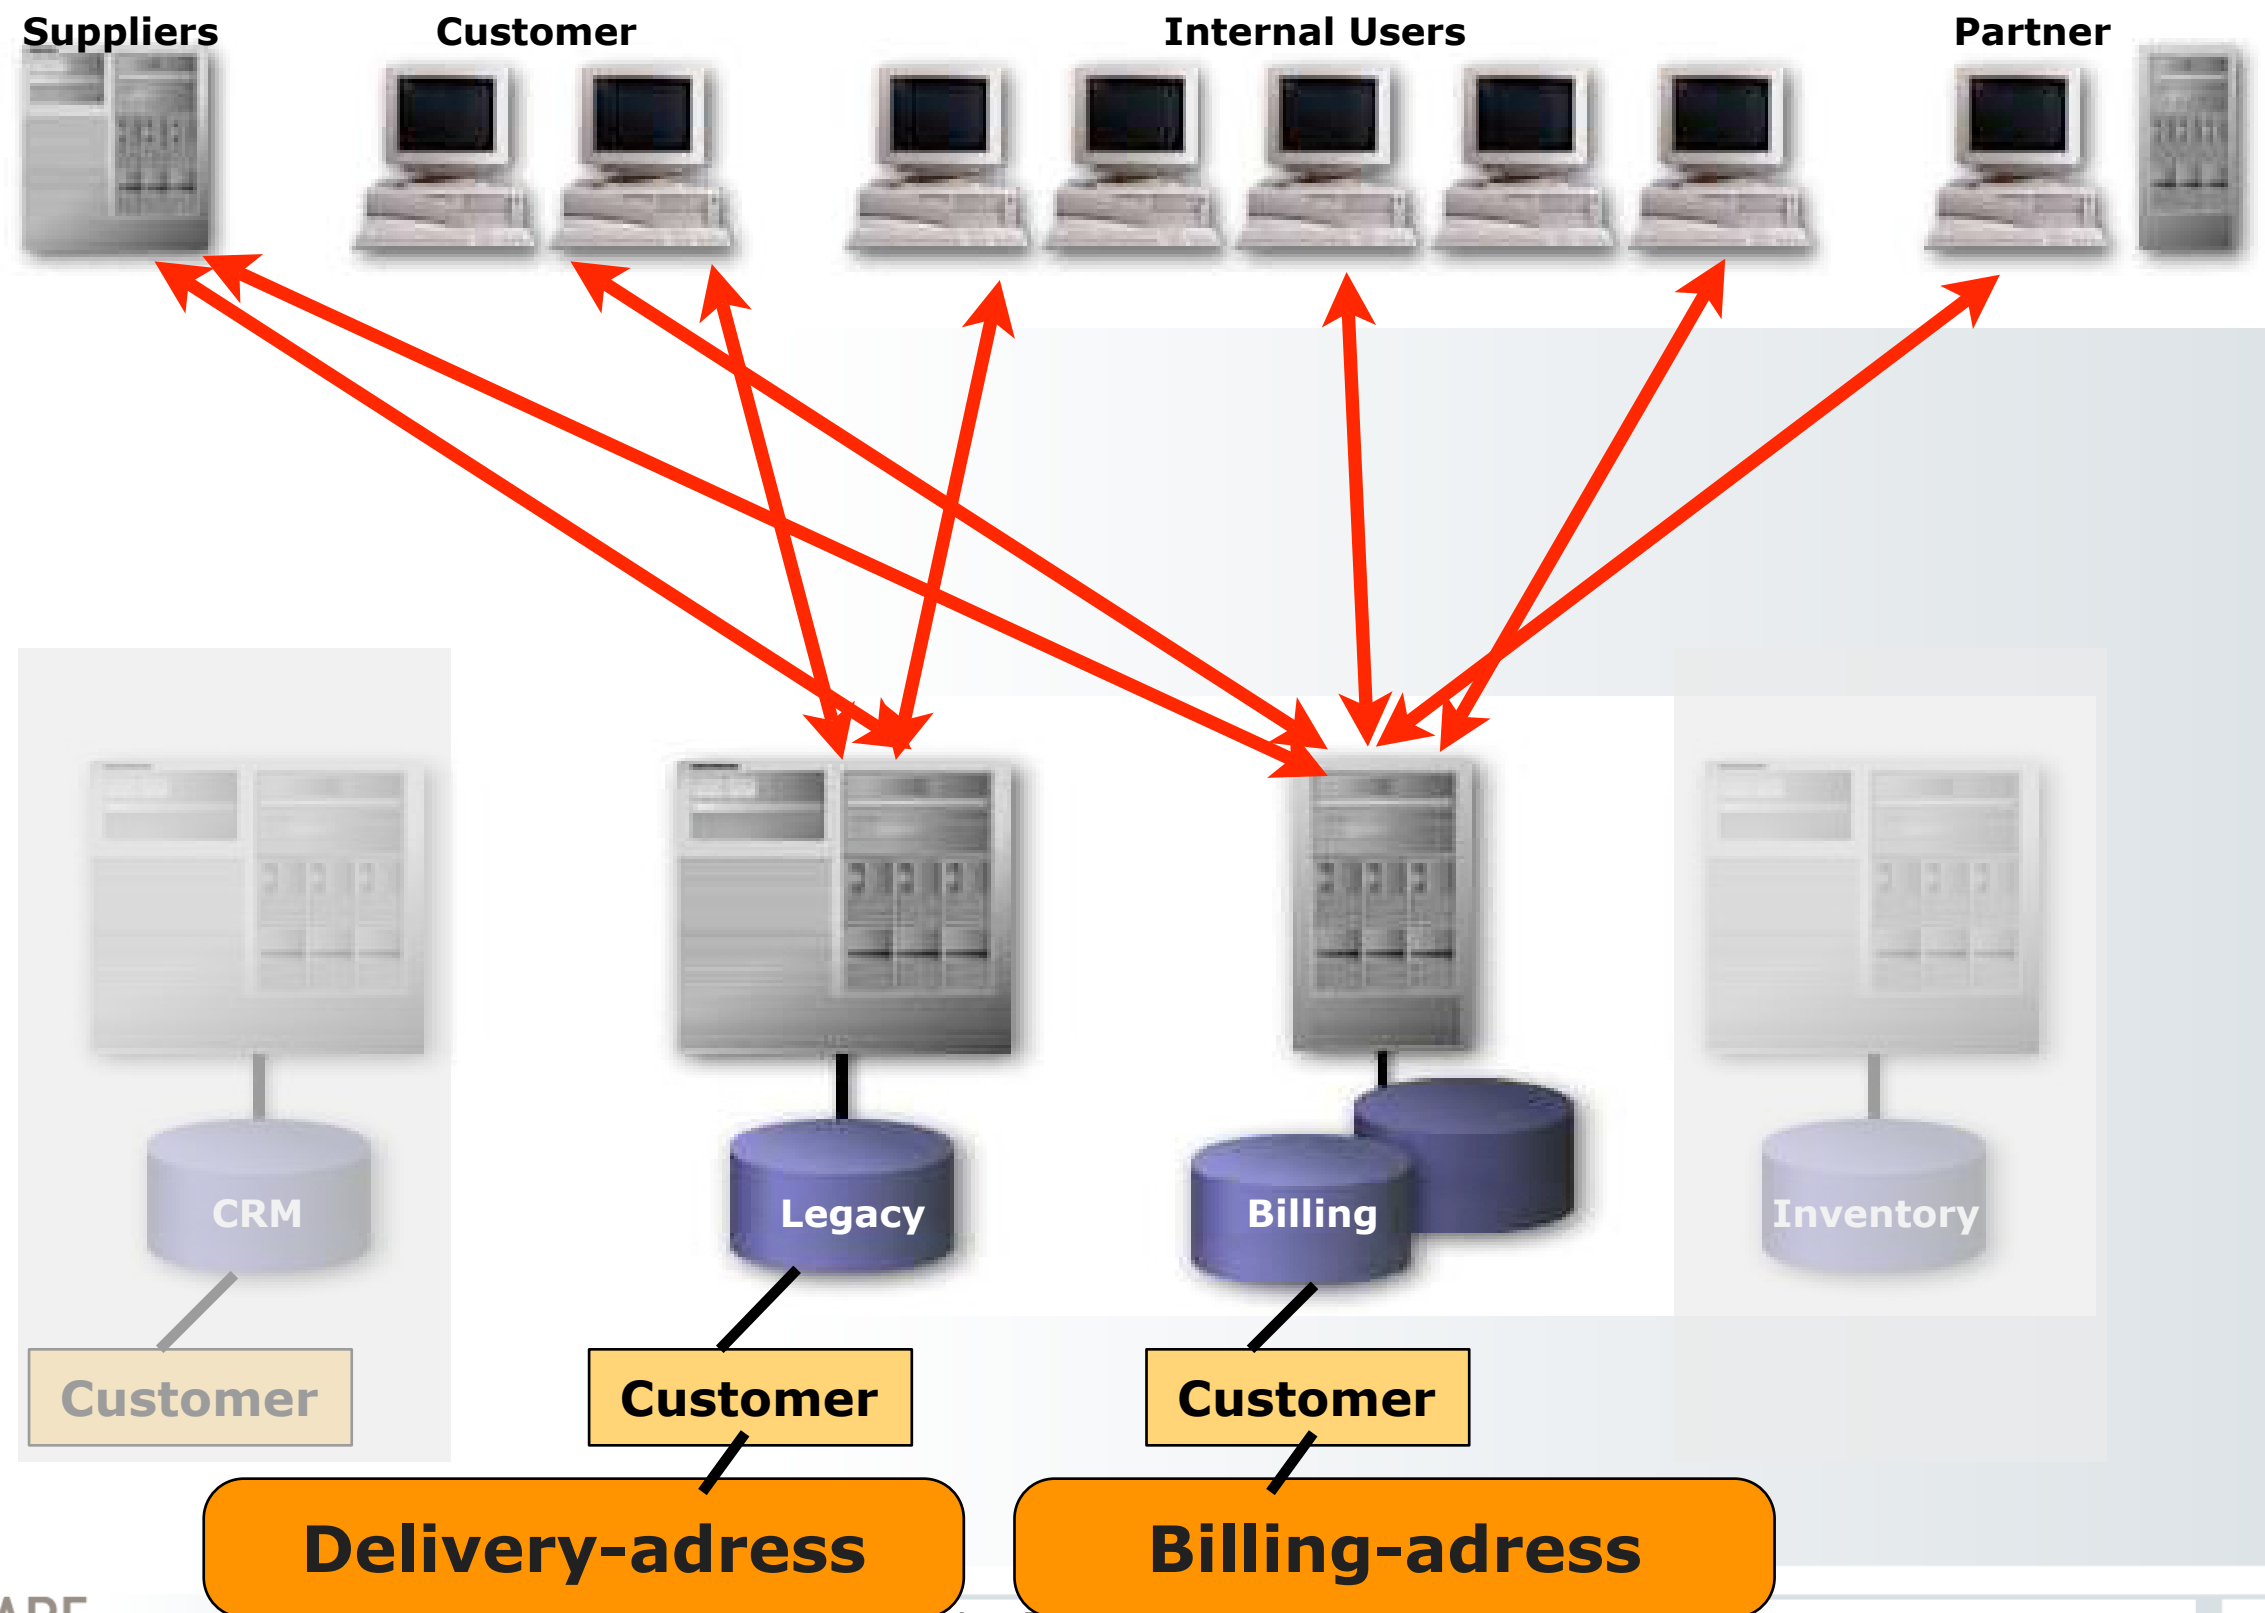 Suppliers
Customer
Internal Users
Partner
CRM
Legacy
Billing
Inventory
Customer
Customer
Customer
Delivery-adress
Billing-adress